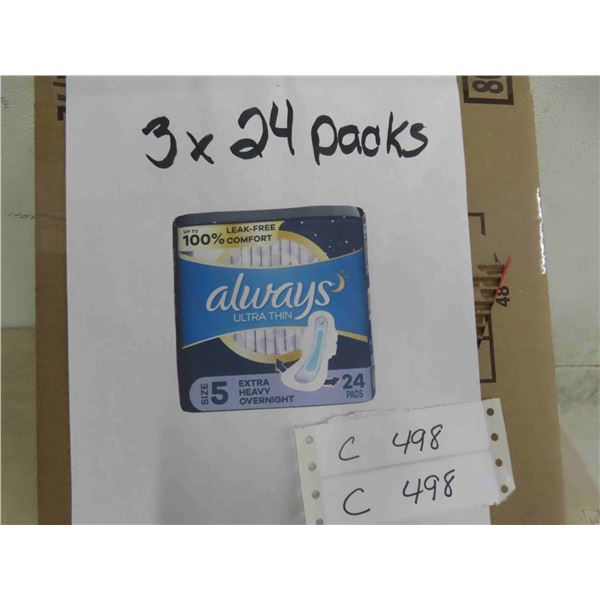 3 x 24 packs
UP TO
100% LEAK-FREE
COMFORT
always
ULTRA THIN
SIZE 5
EXTRA
HEAVY
OVERNIGHT
24
PADS
C 498
C 498
48